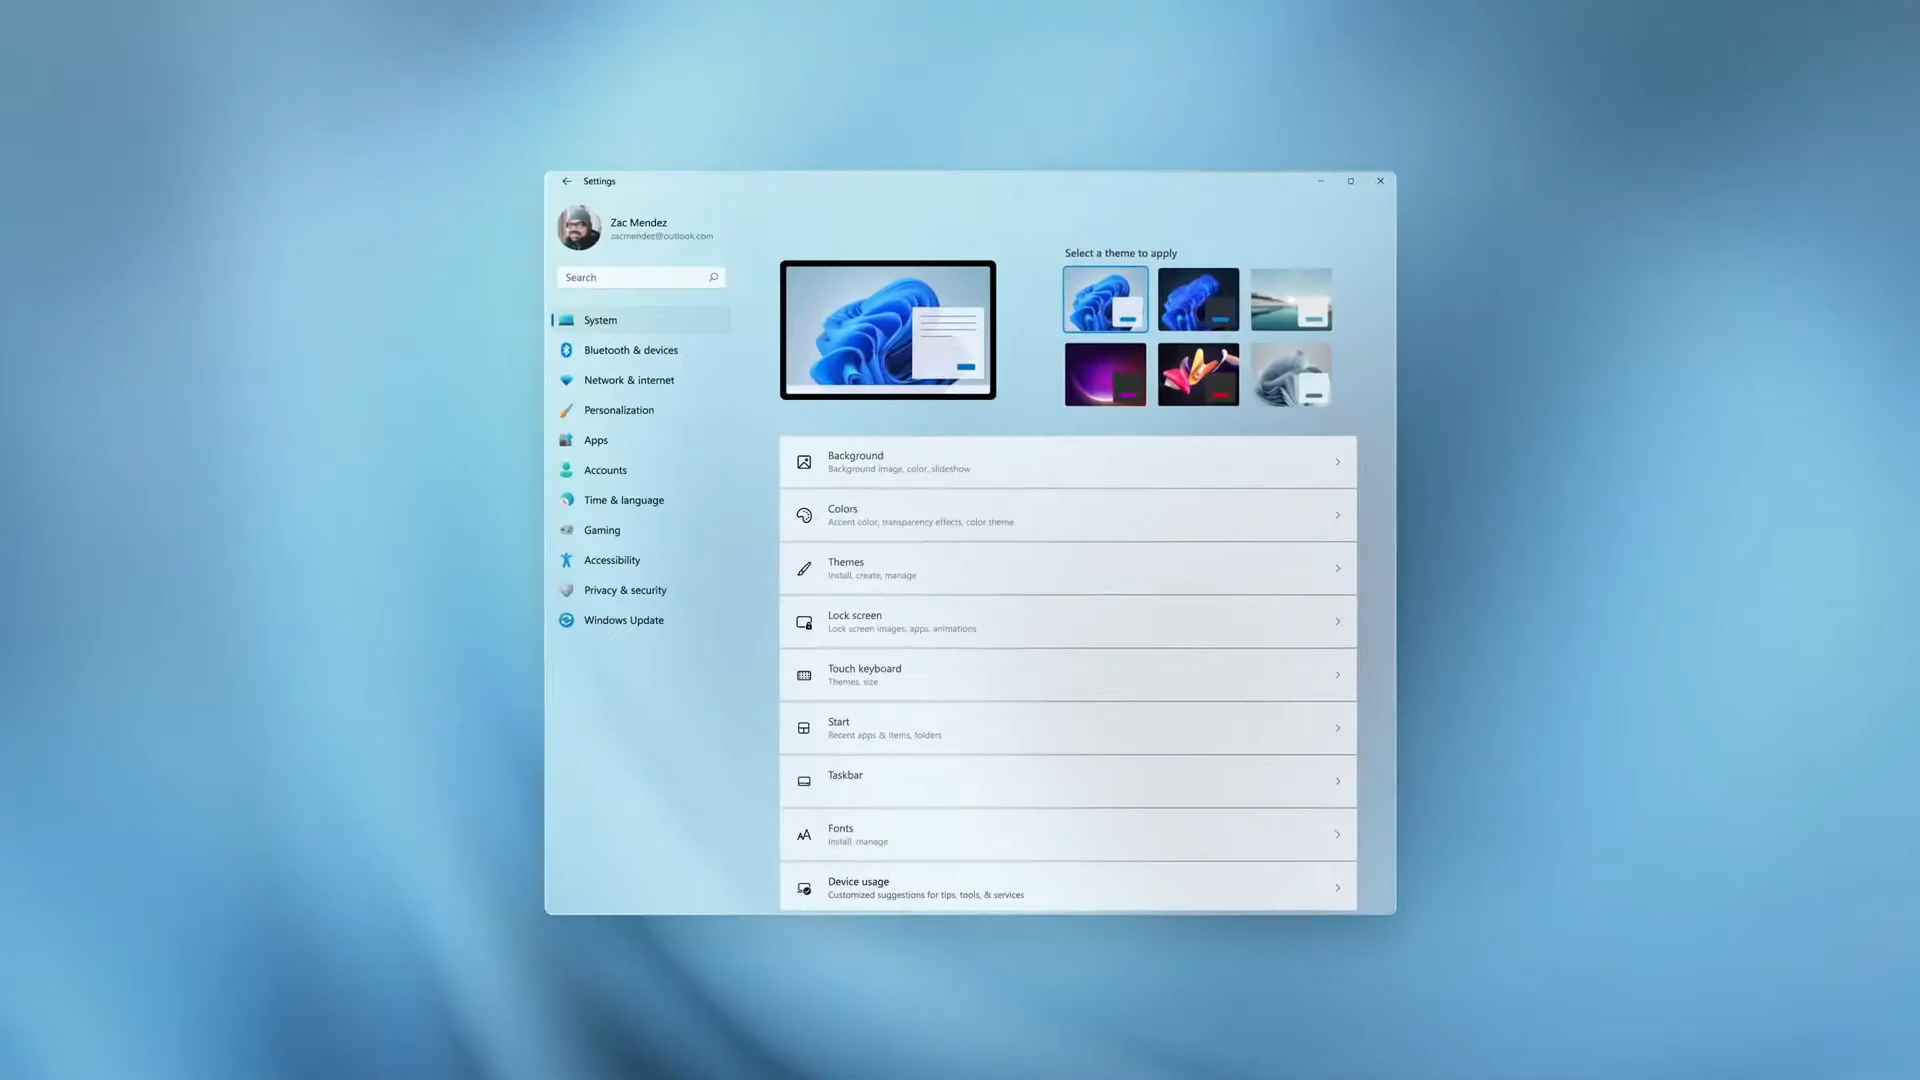 Settings
Zac Mendez
zacmendez@outlook.com
Search
System
Bluetooth & devices
Network & internet
Personalization
Apps
Accounts
Time & language
Gaming
Accessibility
Privacy & security
Windows Update
Select a theme to apply
Background
Background image, color, slideshow
Colors
Accent color, transparency effects, color theme
Themes
Install, create, manage
Lock screen
Lock screen images, apps, animations
Touch keyboard
Themes, size
Start
Recent apps & items, folders
Taskbar
Fonts
Install, manage
Device usage
Customized suggestions for tips, tools, & services